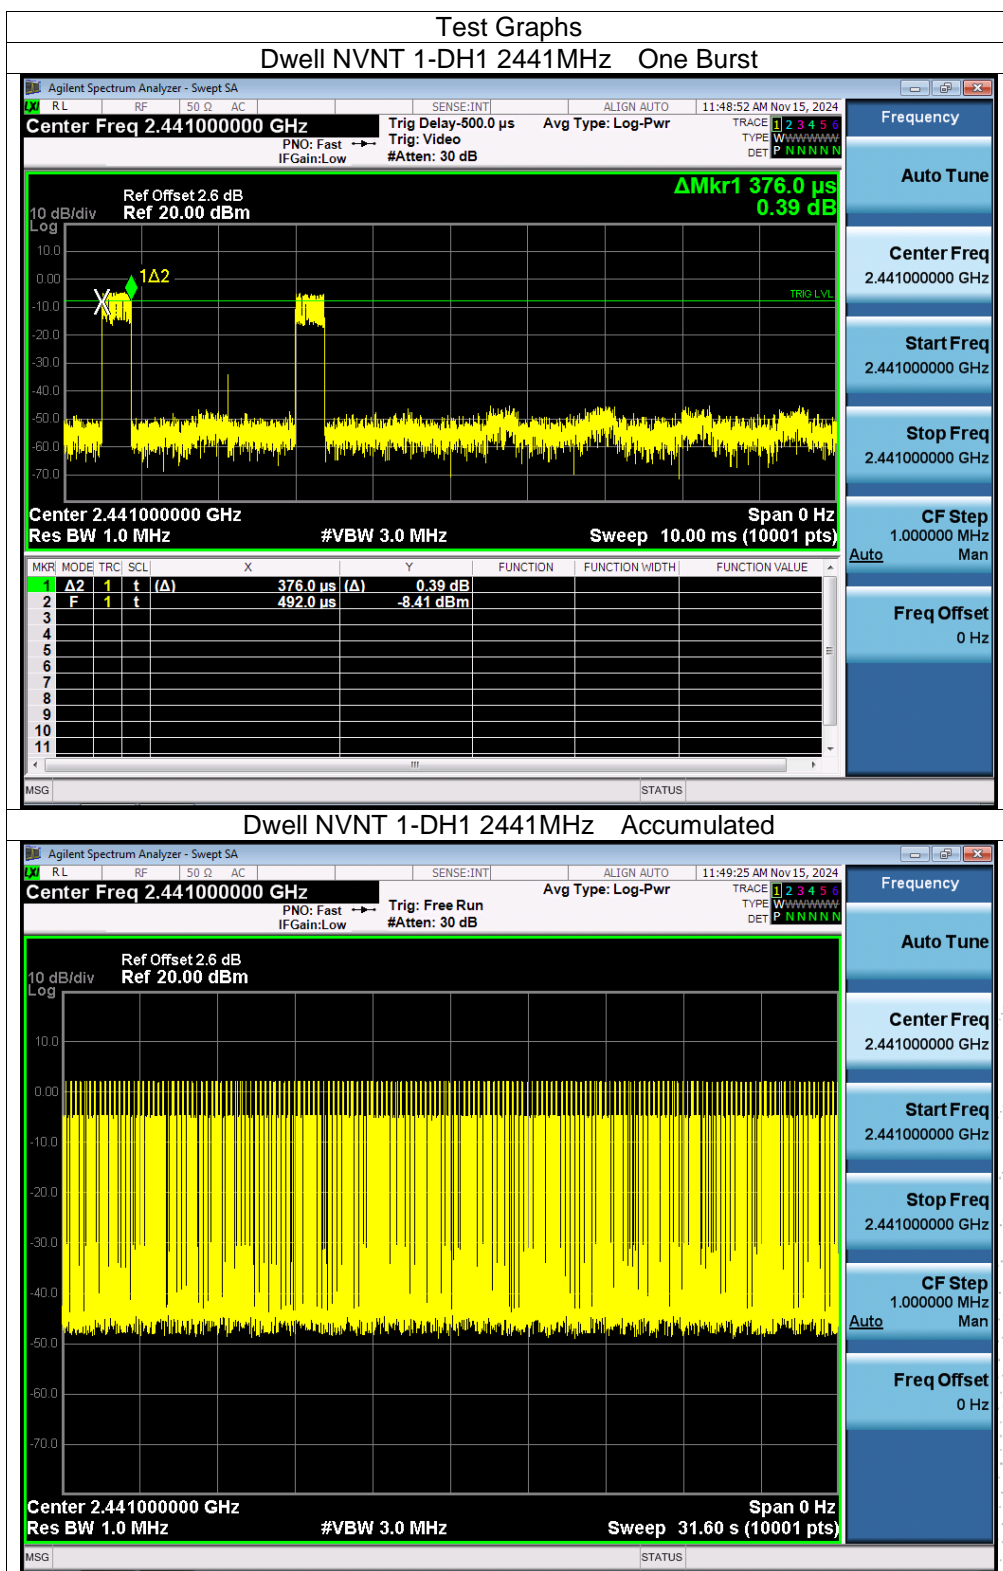 Test Graphs
Dwell NVNT 1-DH1 2441MHz One Burst
Agilent Spectrum Analyzer - Swept SA
LXI RL RF 50 Ω AC SENSE:INT ALIGN AUTO 11:48:52 AM Nov 15, 2024
Center Freq 2.441000000 GHz
PNO: Fast
IFGain:Low
Trig Delay-500.0 µs
Trig: Video
#Atten: 30 dB
Avg Type: Log-Pwr
TRACE 1 2 3 4 5 6
TYPE WWWWWW
DET P N N N N N
Frequency
Auto Tune
Center Freq
2.441000000 GHz
Start Freq
2.441000000 GHz
Stop Freq
2.441000000 GHz
CF Step
1.000000 MHz
Auto Man
Freq Offset
0 Hz
Ref Offset 2.6 dB
10 dB/div Ref 20.00 dBm
Log
ΔMkr1 376.0 µs
0.39 dB
10.0
0.00
-10.0
-20.0
-30.0
-40.0
-50.0
-60.0
-70.0
1Δ2
TRIG LVL
Center 2.441000000 GHz Span 0 Hz
Res BW 1.0 MHz #VBW 3.0 MHz Sweep 10.00 ms (10001 pts)
MKR MODE TRC SCL X Y FUNCTION FUNCTION WIDTH FUNCTION VALUE
1 Δ2 1 t (Δ) 376.0 µs (Δ) 0.39 dB
2 F 1 t 492.0 µs -8.41 dBm
3
4
5
6
7
8
9
10
11
MSG STATUS
Dwell NVNT 1-DH1 2441MHz Accumulated
Agilent Spectrum Analyzer - Swept SA
LXI RL RF 50 Ω AC SENSE:INT ALIGN AUTO 11:49:25 AM Nov 15, 2024
Center Freq 2.441000000 GHz
PNO: Fast
IFGain:Low
Trig: Free Run
#Atten: 30 dB
Avg Type: Log-Pwr
TRACE 1 2 3 4 5 6
TYPE WWWWWW
DET P N N N N N
Frequency
Auto Tune
Center Freq
2.441000000 GHz
Start Freq
2.441000000 GHz
Stop Freq
2.441000000 GHz
CF Step
1.000000 MHz
Auto Man
Freq Offset
0 Hz
Ref Offset 2.6 dB
10 dB/div Ref 20.00 dBm
Log
10.0
0.00
-10.0
-20.0
-30.0
-40.0
-50.0
-60.0
-70.0
Center 2.441000000 GHz Span 0 Hz
Res BW 1.0 MHz #VBW 3.0 MHz Sweep 31.60 s (10001 pts)
MSG STATUS